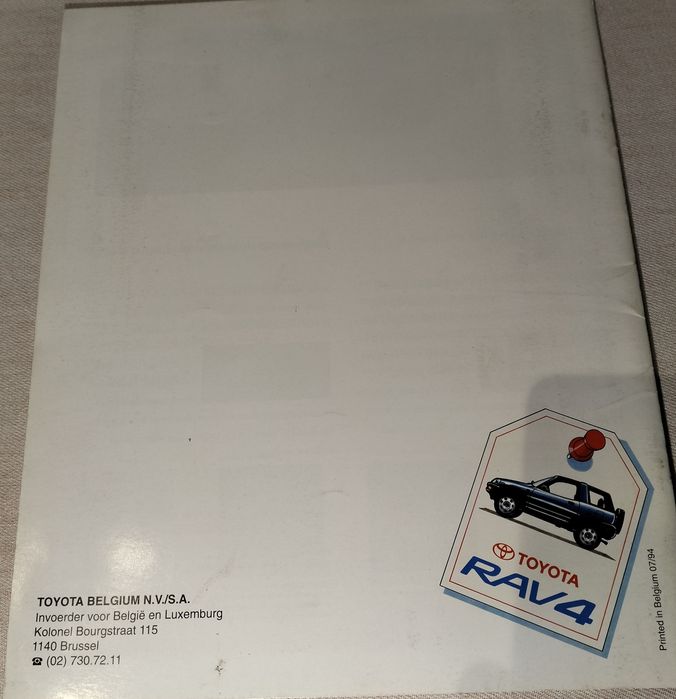 TOYOTA
RAV4
TOYOTA BELGIUM N.V./S.A.
Invoerder voor België en Luxemburg
Kolonel Bourgstraat 115
1140 Brussel
☎ (02) 730.72.11
Printed in Belgium 07/94